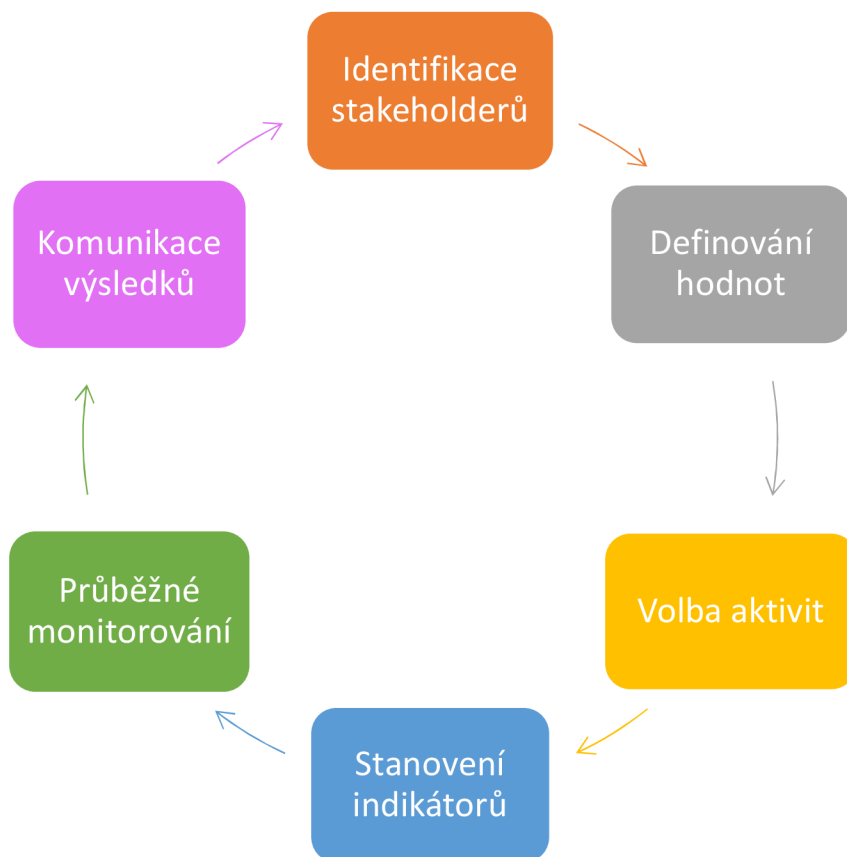 Identifikace
stakeholderů
Definování
hodnot
Volba aktivit
Stanovení
indikátorů
Průběžné
monitorování
Komunikace
výsledků